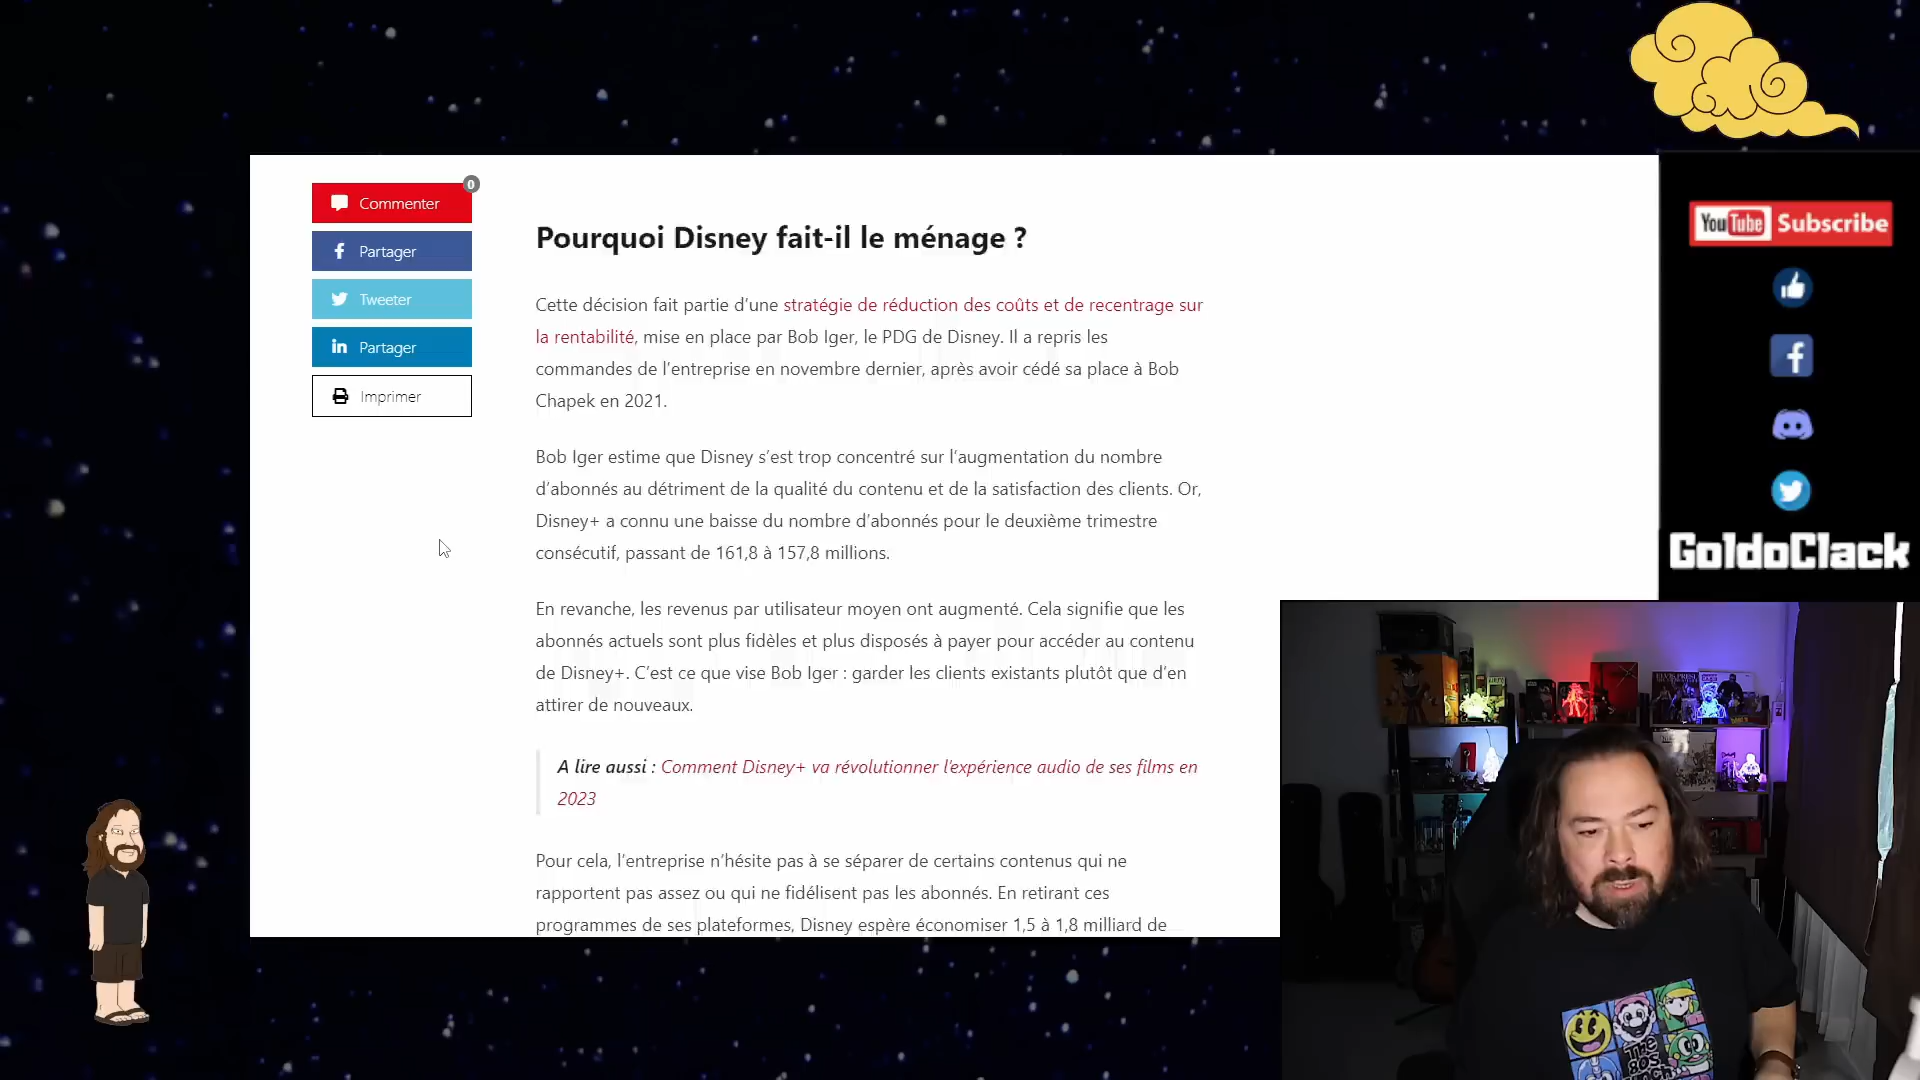 0
Commenter
Partager
Tweeter
Partager
Imprimer
Pourquoi Disney fait-il le ménage ?
Cette décision fait partie d’une stratégie de réduction des coûts et de recentrage sur
la rentabilité, mise en place par Bob Iger, le PDG de Disney. Il a repris les
commandes de l’entreprise en novembre dernier, après avoir cédé sa place à Bob
Chapek en 2021.
Bob Iger estime que Disney s’est trop concentré sur l’augmentation du nombre
d’abonnés au détriment de la qualité du contenu et de la satisfaction des clients. Or,
Disney+ a connu une baisse du nombre d’abonnés pour le deuxième trimestre
consécutif, passant de 161,8 à 157,8 millions.
En revanche, les revenus par utilisateur moyen ont augmenté. Cela signifie que les
abonnés actuels sont plus fidèles et plus disposés à payer pour accéder au contenu
de Disney+. C’est ce que vise Bob Iger : garder les clients existants plutôt que d’en
attirer de nouveaux.
A lire aussi : Comment Disney+ va révolutionner l’expérience audio de ses films en
2023
Pour cela, l’entreprise n’hésite pas à se séparer de certains contenus qui ne
rapportent pas assez ou qui ne fidélisent pas les abonnés. En retirant ces
programmes de ses plateformes, Disney espère économiser 1,5 à 1,8 milliard de
YouTube Subscribe
GoldoClack
The
80s